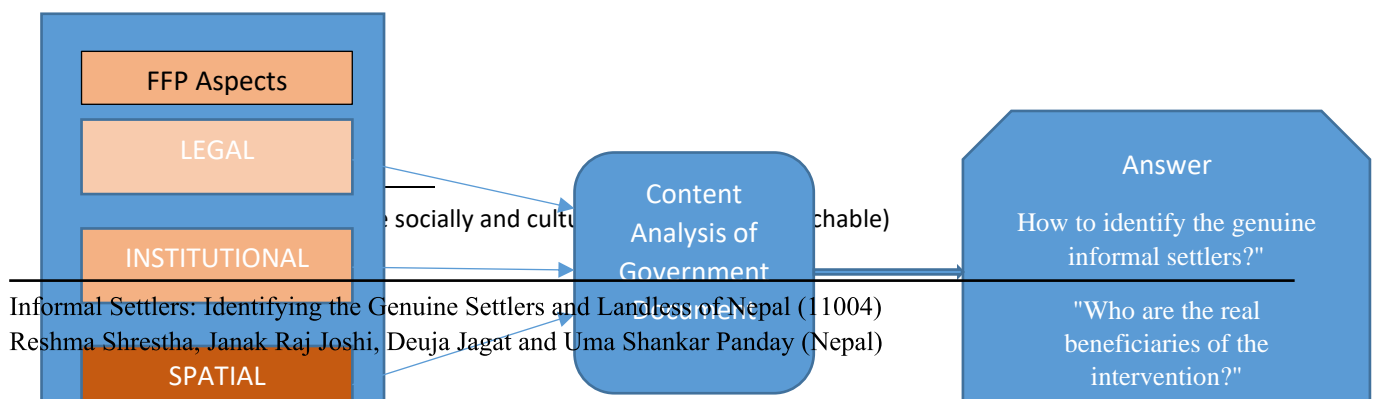 FFP Aspects
LEGAL
INSTITUTIONAL
SPATIAL
socially and chable)
Content
Analysis of
Government
Document
Answer
How to identify the genuine
informal settlers?"
"Who are the real
beneficiaries of the
intervention?"
Informal Settlers: Identifying the Genuine Settlers and Landless of Nepal (11004)
Reshma Shrestha, Janak Raj Joshi, Deuja Jagat and Uma Shankar Panday (Nepal)